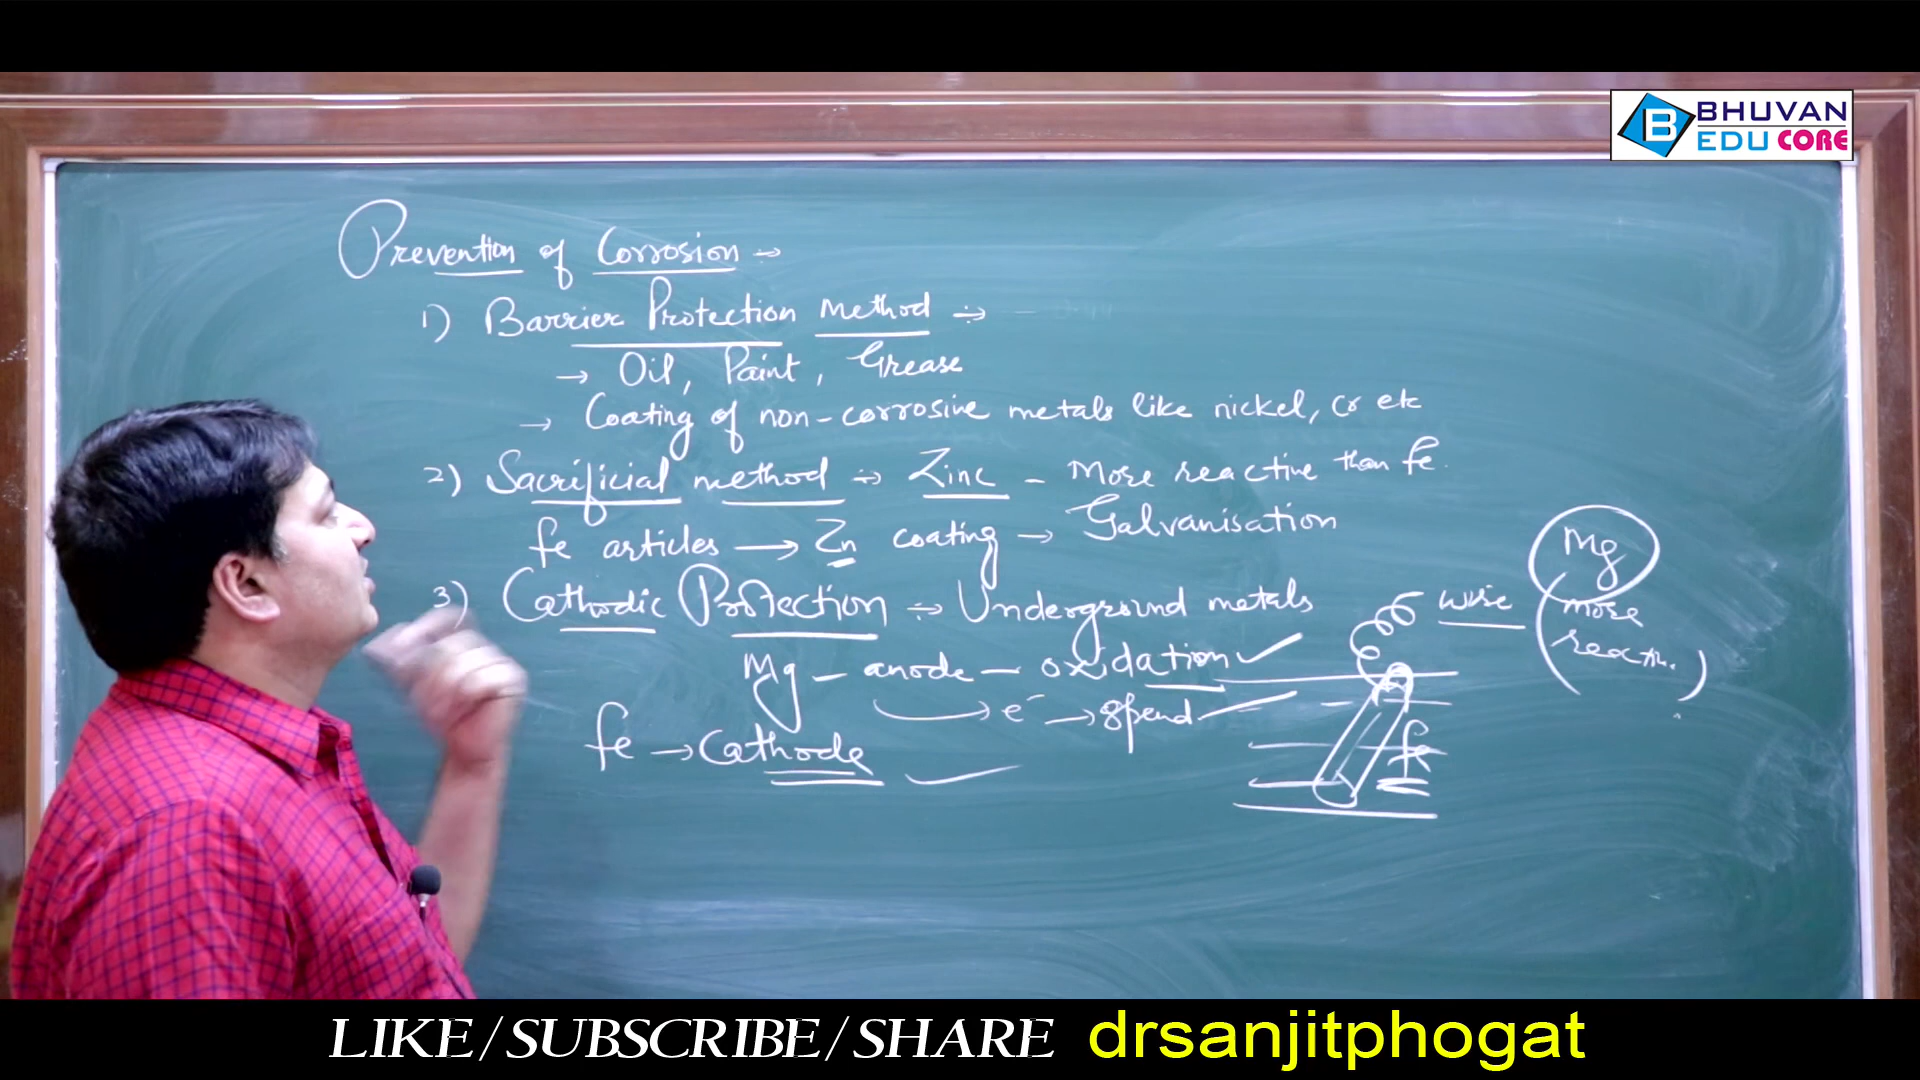 BHUVAN
EDU CORE
Prevention of Corrosion →
1) Barrier Protection Method ÷
→ Oil, Paint, Grease
→ Coating of non-corrosive metals like nickel, Cr etc
2) Sacrificial method ÷ Zinc - More reactive than fe.
fe articles → Zn coating → Galvanisation
3) Cathodic Protection ÷ Underground metals
Mg - anode - oxidation ✓
→ e⁻ → spend
fe → Cathode
wire
Mg
(more
reactive.)
fe
LIKE/SUBSCRIBE/SHARE drsanjitphogat